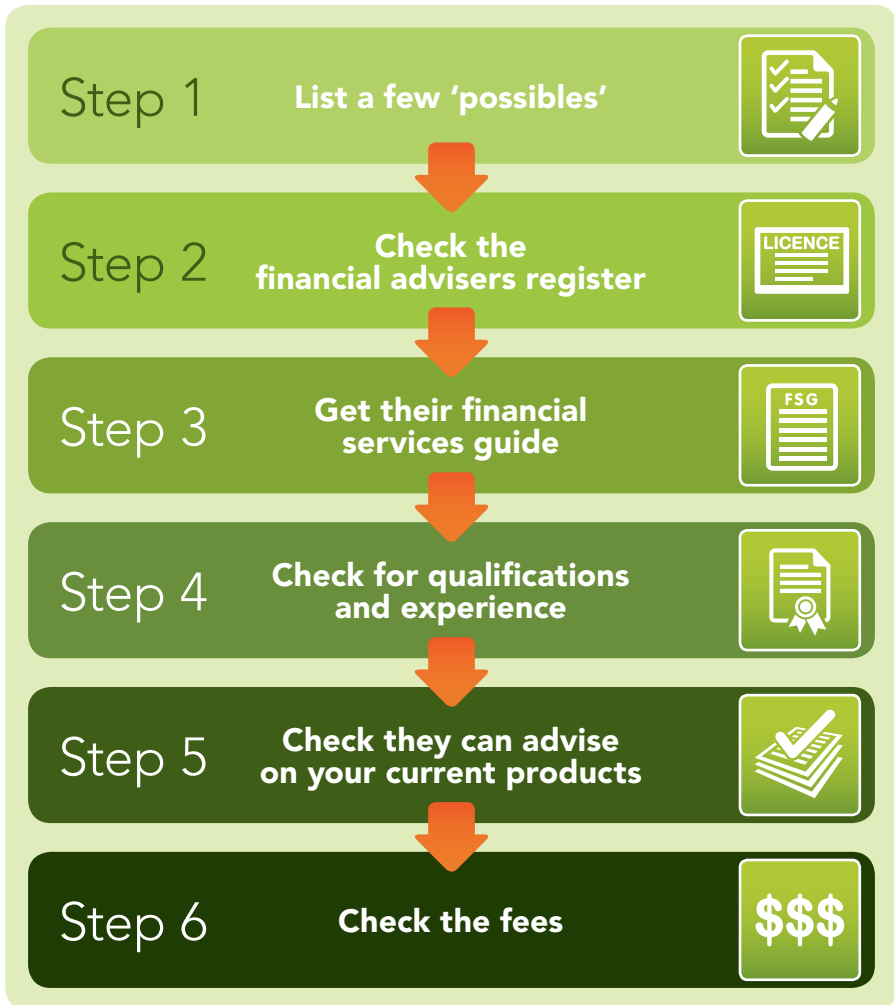 Step 1
List a few ‘possibles’
Step 2
Check the
financial advisers register
LICENCE
Step 3
Get their financial
services guide
FSG
Step 4
Check for qualifications
and experience
Step 5
Check they can advise
on your current products
Step 6
Check the fees
$$$